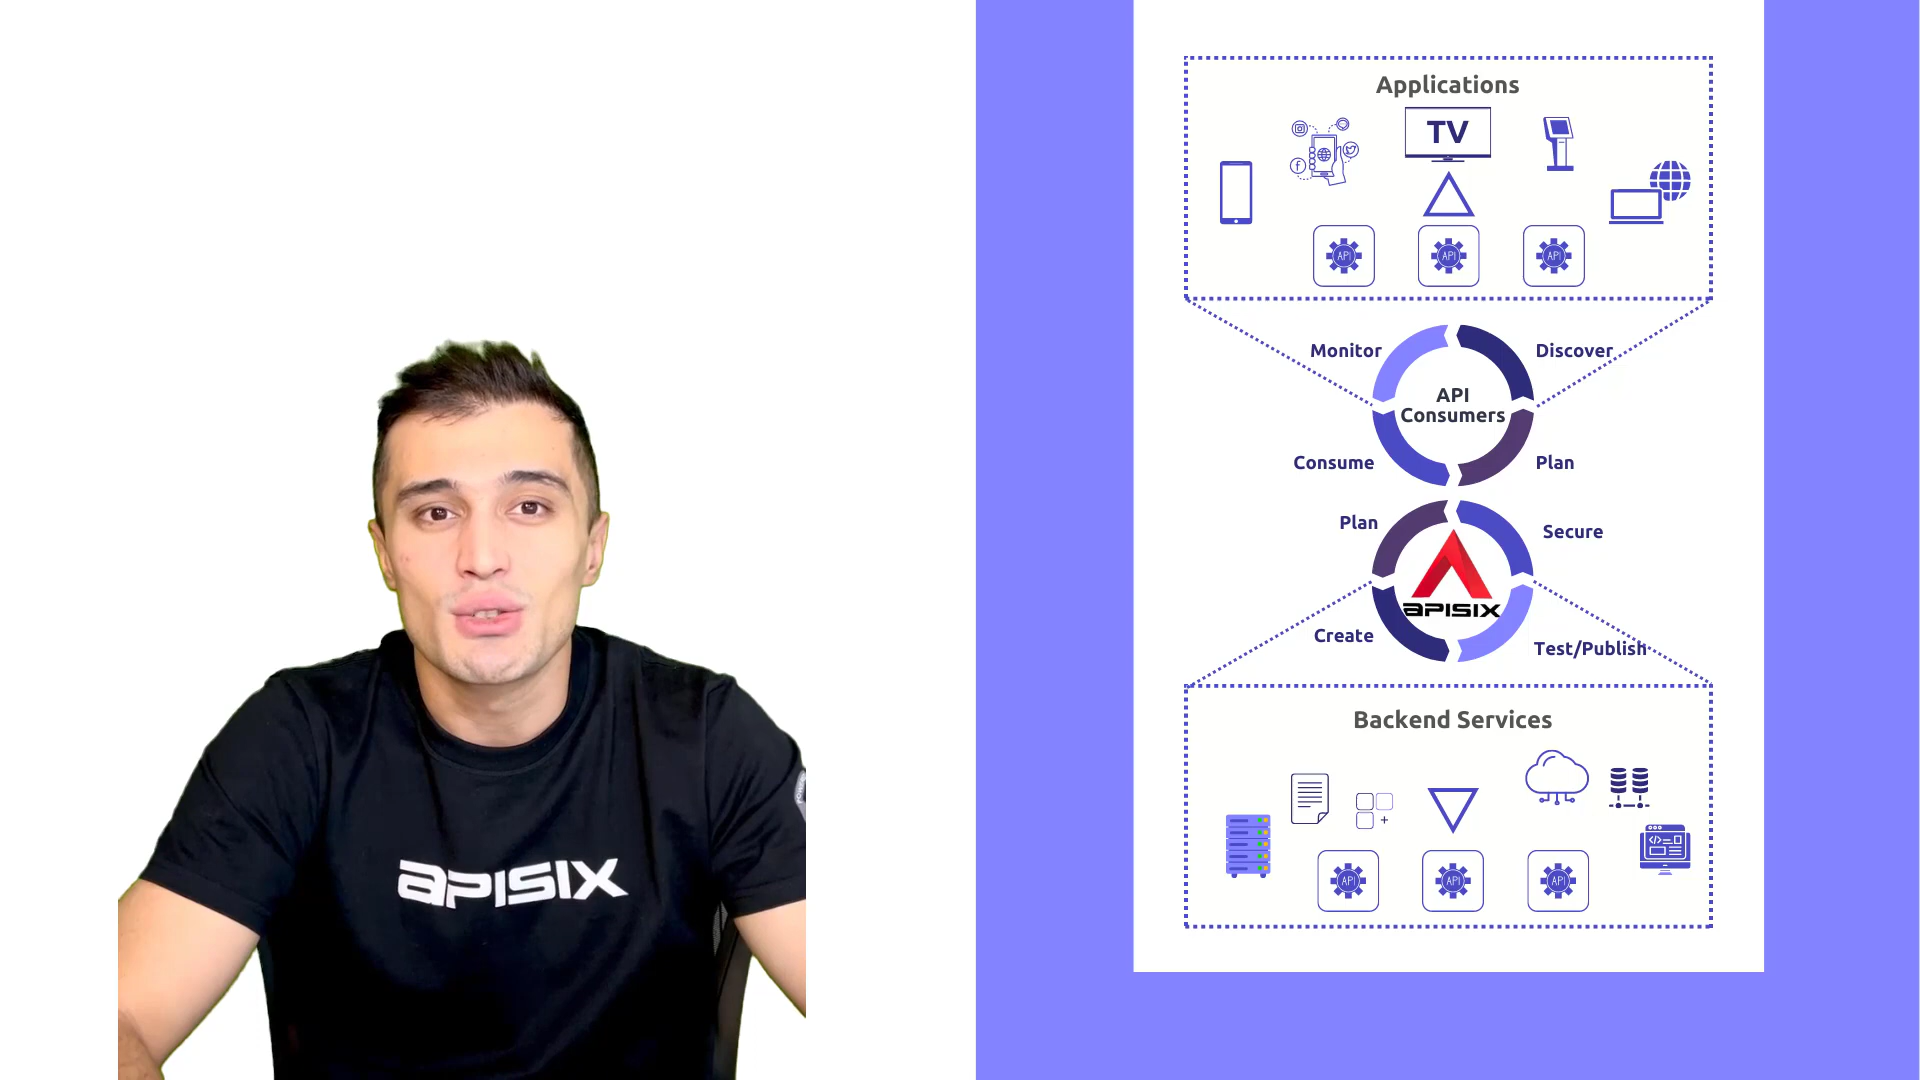 APISIX
Applications
TV
API
API
API
Monitor
Discover
API
Consumers
Consume
Plan
Plan
Secure
APISIX
Create
Test/Publish
Backend Services
API
API
API